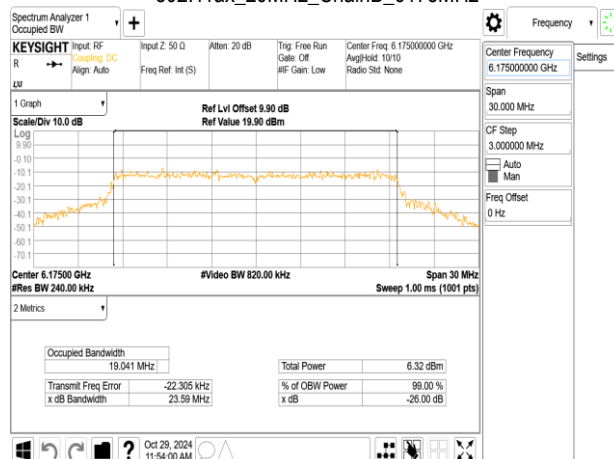 Spectrum Analyzer 1
Occupied BW
Frequency
Settings
KEYSIGHT
R
Input: RF
Coupling: DC
Align: Auto
Input Z: 50 Ω
Freq Ref: Int (S)
Atten: 20 dB
Trig: Free Run
Gate: Off
#IF Gain: Low
Center Freq: 6.175000000 GHz
Avg|Hold: 10/10
Radio Std: None
Center Frequency
6.175000000 GHz
Span
30.000 MHz
CF Step
3.000000 MHz
Auto
Man
Freq Offset
0 Hz
1 Graph
Scale/Div 10.0 dB
Ref Lvl Offset 9.90 dB
Ref Value 19.90 dBm
Log
9.90
-0.10
-10.1
-20.1
-30.1
-40.1
-50.1
-60.1
-70.1
Center 6.17500 GHz
#Video BW 820.00 kHz
Span 30 MHz
#Res BW 240.00 kHz
Sweep 1.00 ms (1001 pts)
2 Metrics
Occupied Bandwidth
19.041 MHz
Transmit Freq Error -22.305 kHz
x dB Bandwidth 23.59 MHz
Total Power 6.32 dBm
% of OBW Power 99.00 %
x dB -26.00 dB
?
Oct 29, 2024
11:54:00 AM